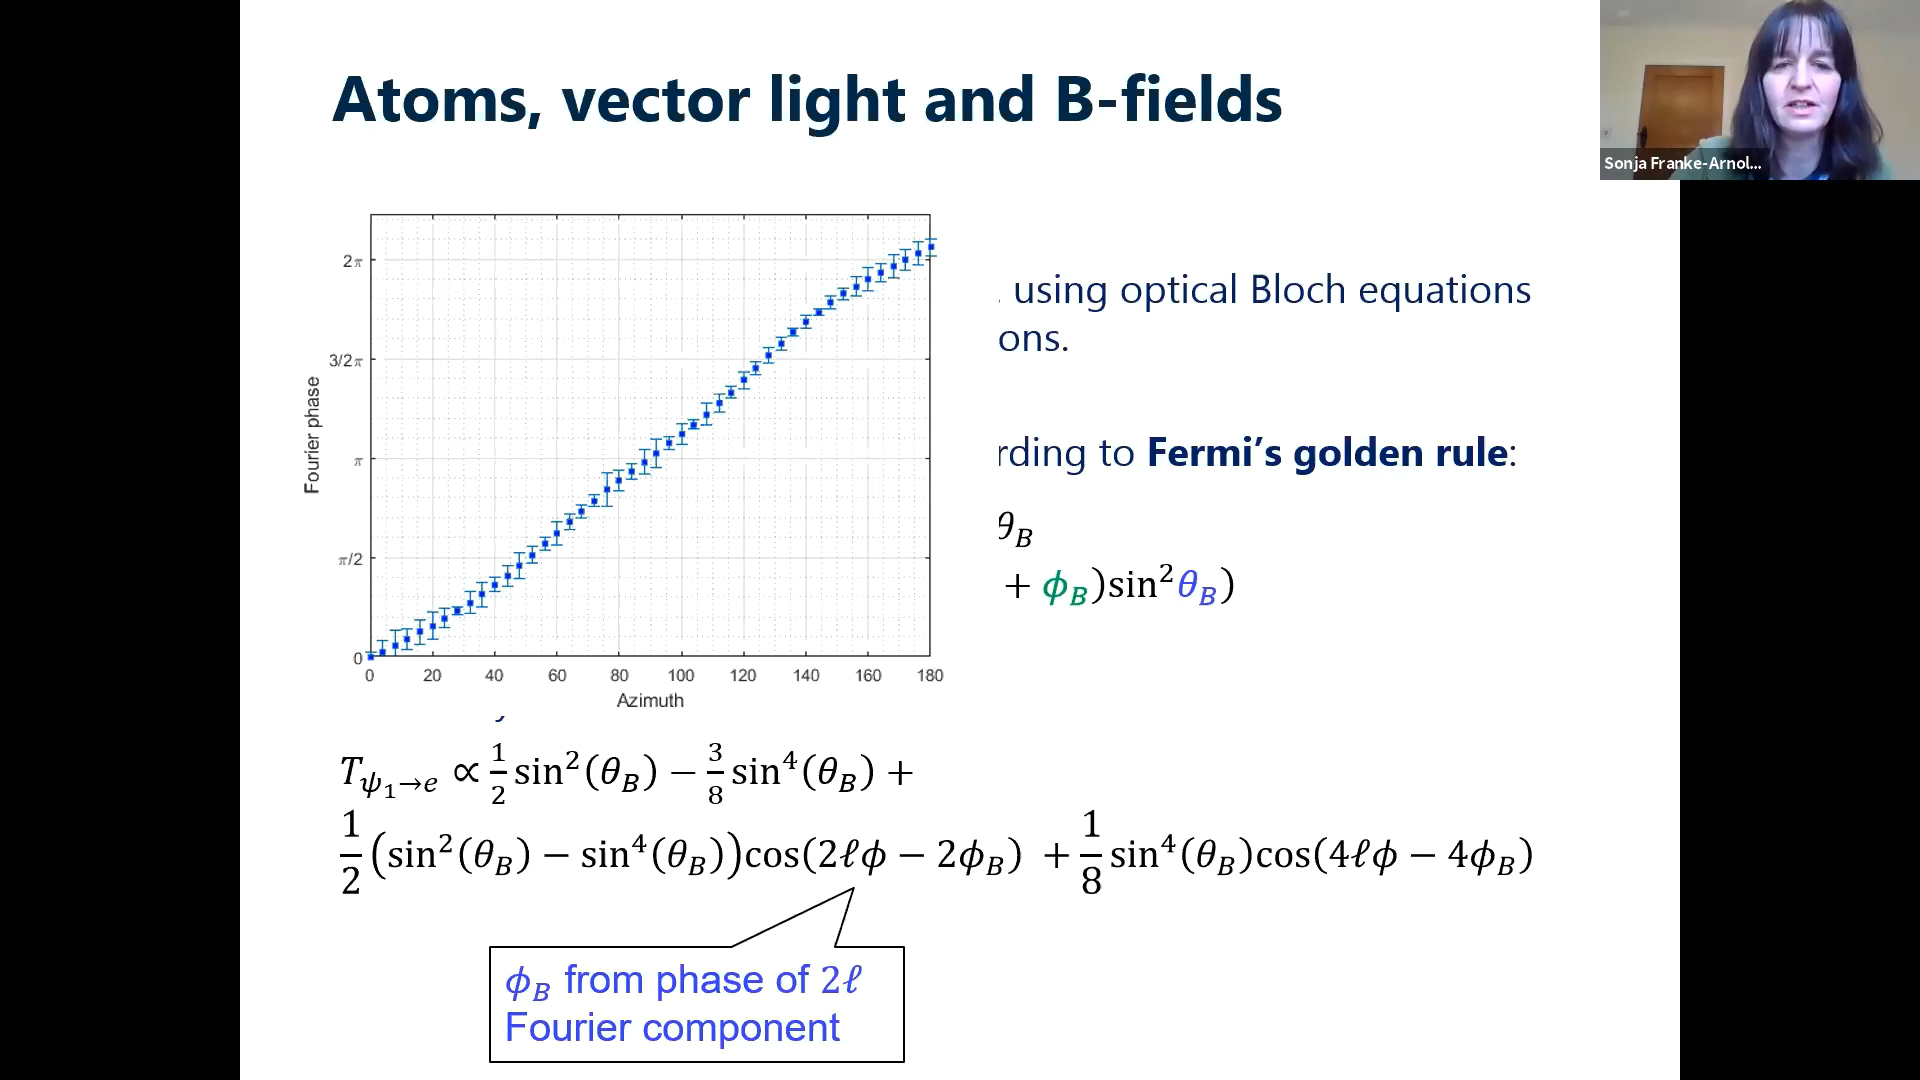 Atoms, vector light and B-fields
Sonja Franke-Arnol...
. using optical Bloch equations
ons.
rding to Fermi’s golden rule:
θ_B
+ ϕ_B)sin²θ_B)
Fourier phase
2π
3/2π
π
π/2
0
0 20 40 60 80 100 120 140 160 180
Azimuth
T_ψ₁→e ∝ 1/2 sin²(θ_B) − 3/8 sin⁴(θ_B) +
1/2 (sin²(θ_B) − sin⁴(θ_B))cos(2ℓϕ − 2ϕ_B) + 1/8 sin⁴(θ_B)cos(4ℓϕ − 4ϕ_B)
ϕ_B from phase of 2ℓ
Fourier component